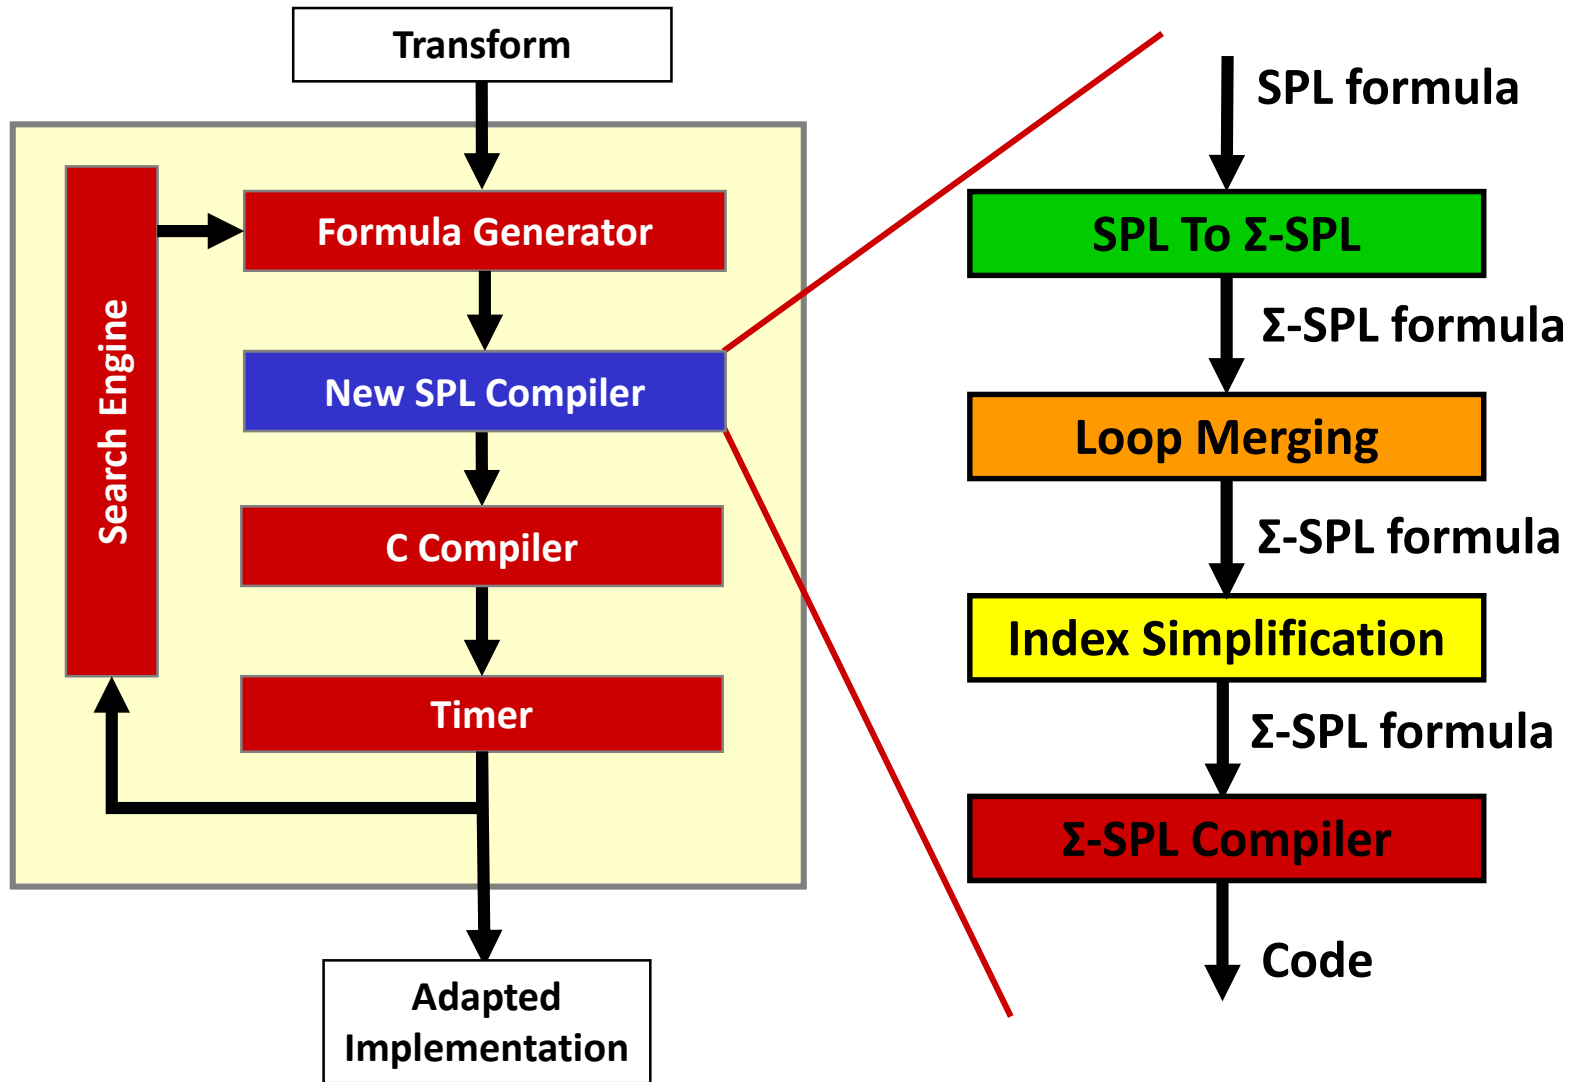 Transform
Search Engine
Formula Generator
New SPL Compiler
C Compiler
Timer
Adapted
Implementation
SPL formula
SPL To Σ-SPL
Σ-SPL formula
Loop Merging
Σ-SPL formula
Index Simplification
Σ-SPL formula
Σ-SPL Compiler
Code